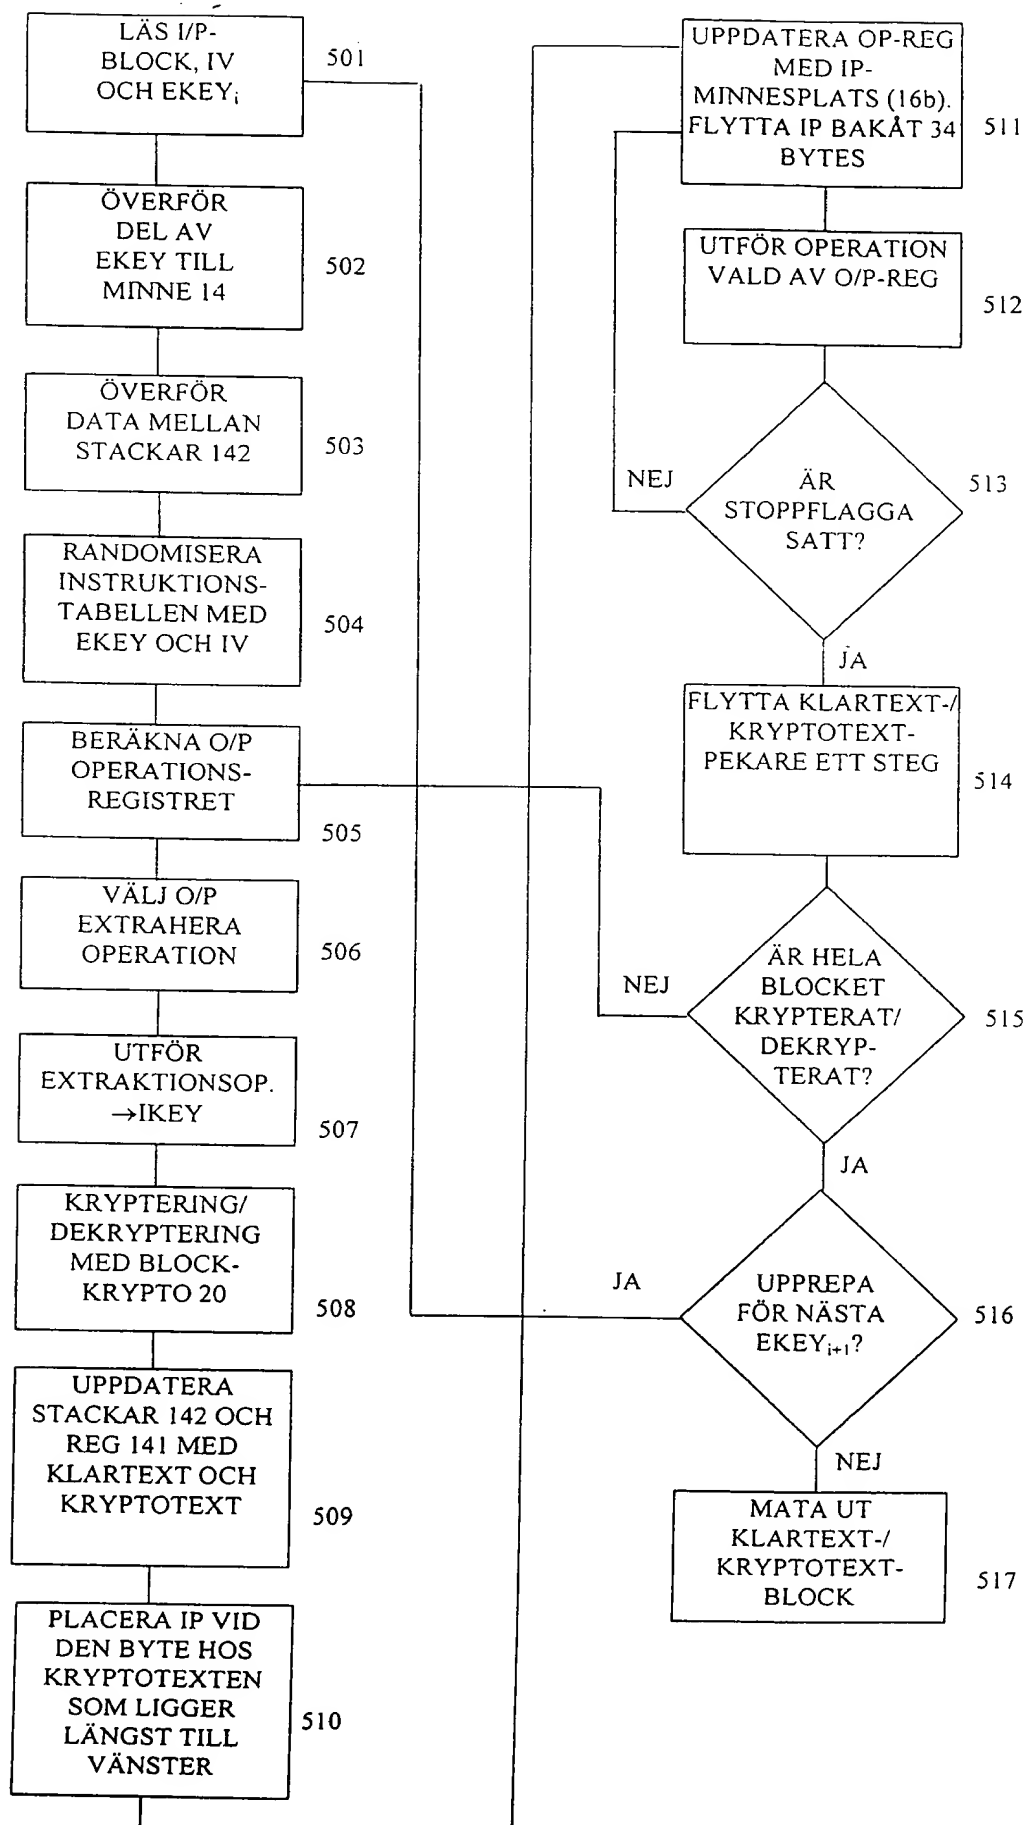 LÄS I/P-
BLOCK, IV
OCH EKEYi
501
ÖVERFÖR
DEL AV
EKEY TILL
MINNE 14
502
ÖVERFÖR
DATA MELLAN
STACKAR 142
503
RANDOMISERA
INSTRUKTIONS-
TABELLEN MED
EKEY OCH IV
504
BERÄKNA O/P
OPERATIONS-
REGISTRET
505
VÄLJ O/P
EXTRAHERA
OPERATION
506
UTFÖR
EXTRAKTIONSOP.
→IKEY
507
KRYPTERING/
DEKRYPTERING
MED BLOCK-
KRYPTO 20
508
UPPDATERA
STACKAR 142 OCH
REG 141 MED
KLARTEXT OCH
KRYPTOTEXT
509
PLACERA IP VID
DEN BYTE HOS
KRYPTOTEXTEN
SOM LIGGER
LÄNGST TILL
VÄNSTER
510
UPPDATERA OP-REG
MED IP-
MINNESPLATS (16b).
FLYTTA IP BAKÅT 34
BYTES
511
UTFÖR OPERATION
VALD AV O/P-REG
512
NEJ
ÄR
STOPPFLAGGA
SATT?
513
JA
FLYTTA KLARTEXT-/
KRYPTOTEXT-
PEKARE ETT STEG
514
NEJ
ÄR HELA
BLOCKET
KRYPTERAT/
DEKRYP-
TERAT?
515
JA
JA
UPPREPA
FÖR NÄSTA
EKEYi+1?
516
NEJ
MATA UT
KLARTEXT-/
KRYPTOTEXT-
BLOCK
517